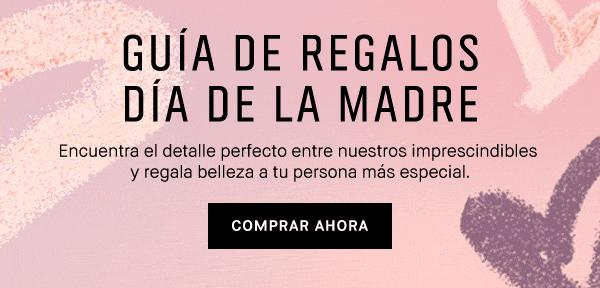 GUÍA DE REGALOS
DÍA DE LA MADRE
Encuentra el detalle perfecto entre nuestros imprescindibles
y regala belleza a tu persona más especial.
COMPRAR AHORA